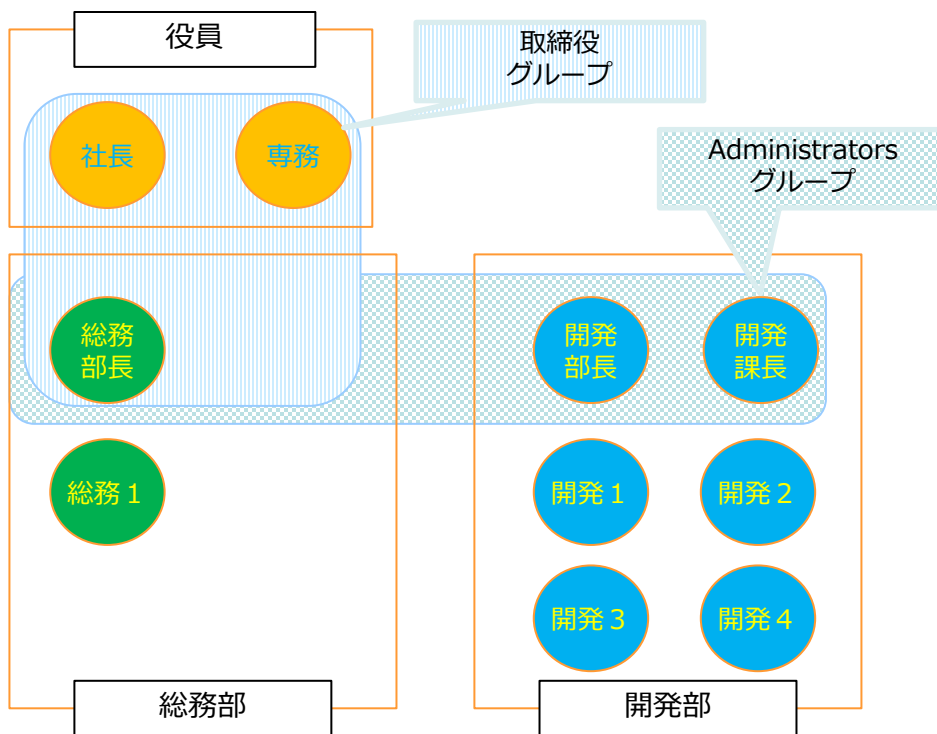 役員
取締役
グループ
社長
専務
Administrators
グループ
総務
部長
開発
部長
開発
課長
総務１
開発１
開発２
開発３
開発４
総務部
開発部